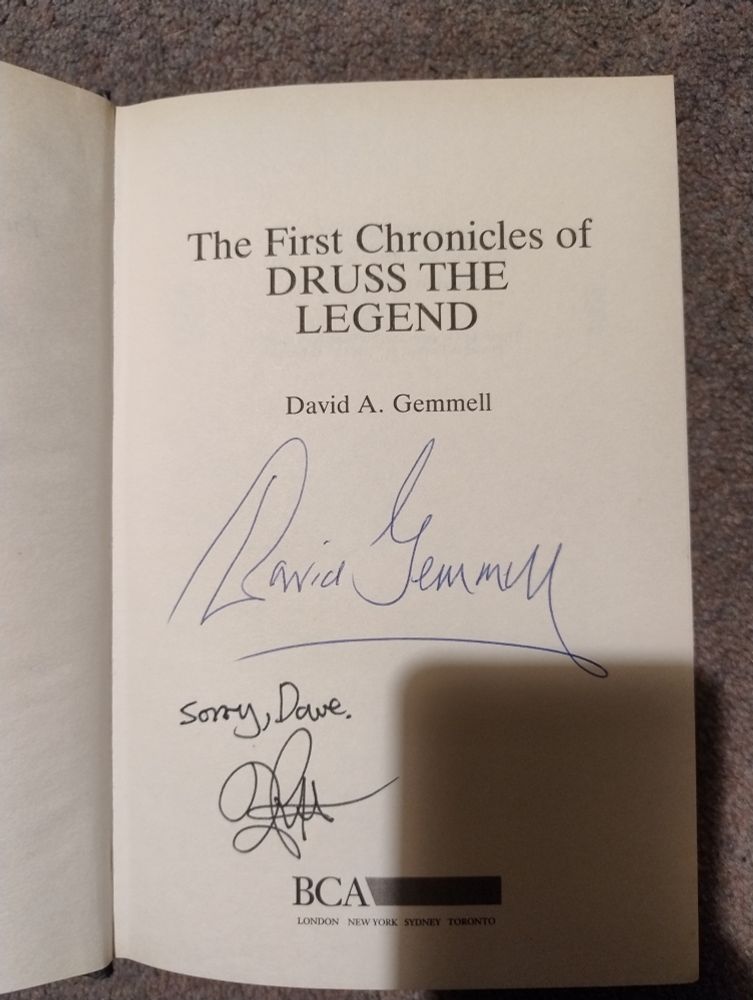 The First Chronicles of
DRUSS THE
LEGEND
David A. Gemmell
David Gemmell
Sorry, Dave.
BCA
LONDON NEW YORK SYDNEY TORONTO